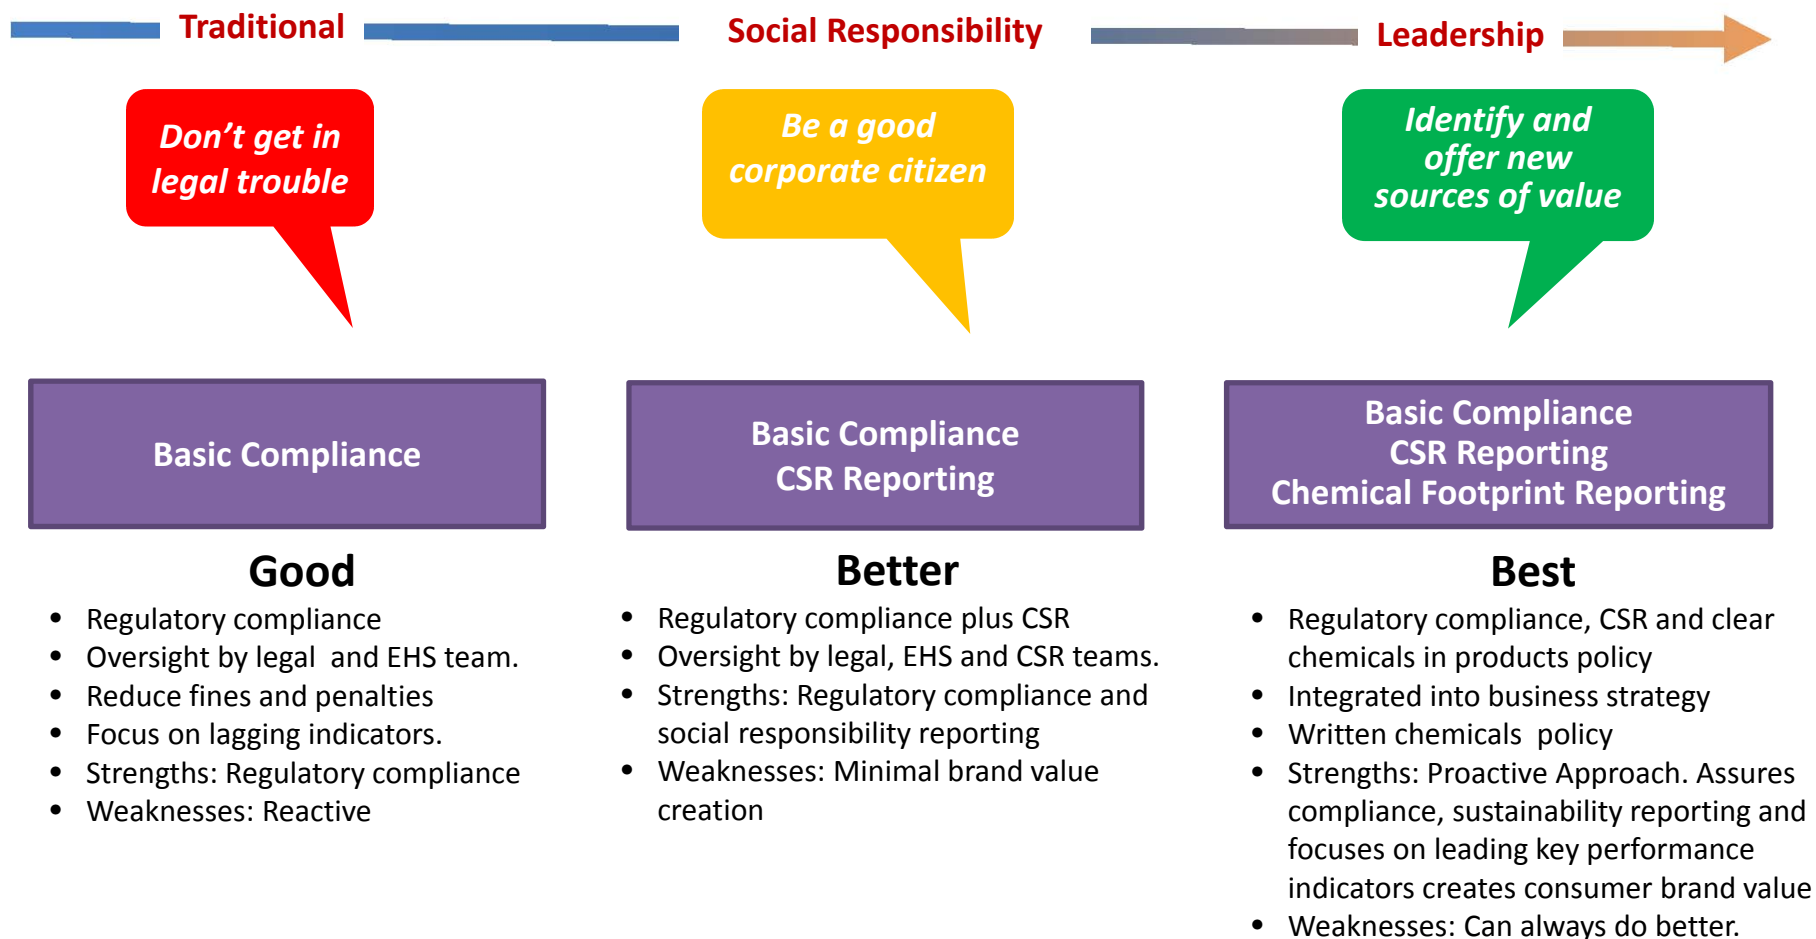 Traditional
Social Responsibility
Leadership
Don’t get in
legal trouble
Be a good
corporate citizen
Identify and
offer new
sources of value
Basic Compliance
Basic Compliance
CSR Reporting
Basic Compliance
CSR Reporting
Chemical Footprint Reporting
Good
• Regulatory compliance
• Oversight by legal  and EHS team.
• Reduce fines and penalties
• Focus on lagging indicators.
• Strengths: Regulatory compliance
• Weaknesses: Reactive
Better
• Regulatory compliance plus CSR
• Oversight by legal, EHS and CSR teams.
• Strengths: Regulatory compliance and
social responsibility reporting
• Weaknesses: Minimal brand value
creation
Best
• Regulatory compliance, CSR and clear
chemicals in products policy
• Integrated into business strategy
• Written chemicals  policy
• Strengths: Proactive Approach. Assures
compliance, sustainability reporting and
focuses on leading key performance
indicators creates consumer brand value
• Weaknesses: Can always do better.